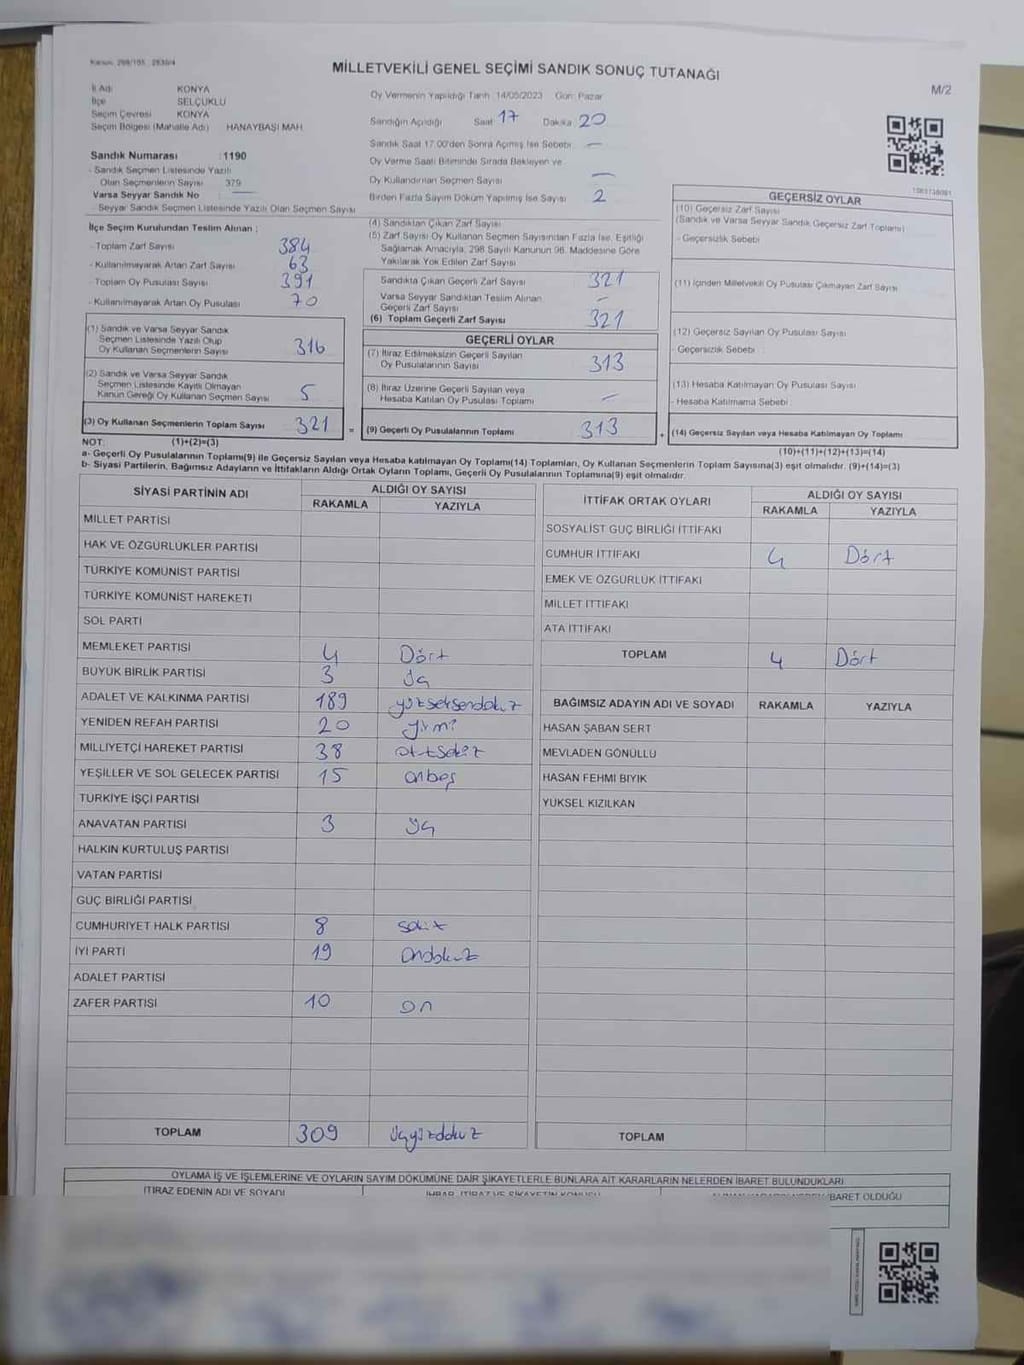 Kanun: 298/105 , 2839/4
MİLLETVEKİLİ GENEL SEÇİMİ SANDIK SONUÇ TUTANAĞI
M/2
İl Adı KONYA
İlçe SELÇUKLU
Seçim Çevresi KONYA
Seçim Bölgesi (Mahalle Adı) HANAYBAŞI MAH.
Oy Vermenin Yapıldığı Tarih : 14/05/2023 Gün: Pazar
Sandığın Açıldığı Saat 17 Dakika 20
Sandık Saat 17.00'den Sonra Açımış İse Sebebi —
Oy Verme Saati Bitiminde Sırada Bekleyen ve
Oy Kullandırılan Seçmen Sayısı —
Birden Fazla Sayım Döküm Yapılmış İse Sayısı 2
Sandık Numarası : 1190
- Sandık Seçmen Listesinde Yazılı
Olan Seçmenlerin Sayısı 379
Varsa Seyyar Sandık No
- Seyyar Sandık Seçmen Listesinde Yazılı Olan Seçmen Sayısı
İlçe Seçim Kurulundan Teslim Alınan ;
- Toplam Zarf Sayısı 384
- Kullanılmayarak Artan Zarf Sayısı 63
- Toplam Oy Pusulası Sayısı 391
- Kullanılmayarak Artan Oy Pusulası 70
(1) Sandık ve Varsa Seyyar Sandık
Seçmen Listesinde Yazılı Olup
Oy Kullanan Seçmenlerin Sayısı 316
(2) Sandık ve Varsa Seyyar Sandık
Seçmen Listesinde Kayıtlı Olmayan
Kanun Gereği Oy Kullanan Seçmen Sayısı 5
(3) Oy Kullanan Seçmenlerin Toplam Sayısı 321
(4) Sandıktan Çıkan Zarf Sayısı
(5) Zarf Sayısı Oy Kullanan Seçmen Sayısından Fazla İse, Eşitliği
Sağlamak Amacıyla, 298 Sayılı Kanunun 98. Maddesine Göre
Yakılarak Yok Edilen Zarf Sayısı
Sandıkta Çıkan Geçerli Zarf Sayısı 321
Varsa Seyyar Sandıktan Teslim Alınan
Geçerli Zarf Sayısı —
(6) Toplam Geçerli Zarf Sayısı 321
GEÇERLİ OYLAR
(7) İtiraz Edilmeksizin Geçerli Sayılan
Oy Pusulalarının Sayısı 313
(8) İtiraz Üzerine Geçerli Sayılan veya
Hesaba Katılan Oy Pusulası Toplamı —
= (9) Geçerli Oy Pusulalarının Toplamı 313
GEÇERSİZ OYLAR
(10) Geçersiz Zarf Sayısı
(Sandık ve Varsa Seyyar Sandık Geçersiz Zarf Toplamı)
- Geçersizlik Sebebi
(11) İçinden Milletvekili Oy Pusulası Çıkmayan Zarf Sayısı
(12) Geçersiz Sayılan Oy Pusulası Sayısı
- Geçersizlik Sebebi
(13) Hesaba Katılmayan Oy Pusulası Sayısı
- Hesaba Katılmama Sebebi
+ (14) Geçersiz Sayılan veya Hesaba Katılmayan Oy Toplamı
NOT: (1)+(2)=(3) (10)+(11)+(12)+(13)=(14)
a- Geçerli Oy Pusulalarının Toplamı(9) ile Geçersiz Sayılan veya Hesaba Katılmayan Oy Toplamı(14) Toplamları, Oy Kullanan Seçmenlerin Toplam Sayısına(3) eşit olmalıdır. (9)+(14)=(3)
b- Siyasi Partilerin, Bağımsız Adayların ve İttifakların Aldığı Ortak Oyların Toplamı, Geçerli Oy Pusulalarının Toplamına(9) eşit olmalıdır.
SİYASİ PARTİNİN ADI ALDIĞI OY SAYISI
RAKAMLA YAZIYLA
MİLLET PARTİSİ
HAK VE ÖZGÜRLÜKLER PARTİSİ
TÜRKİYE KOMÜNİST PARTİSİ
TÜRKİYE KOMÜNİST HAREKETİ
SOL PARTİ
MEMLEKET PARTİSİ 4 Dört
BÜYÜK BİRLİK PARTİSİ 3 üç
ADALET VE KALKINMA PARTİSİ 189 yüzseksendokuz
YENİDEN REFAH PARTİSİ 20 yirmi
MİLLİYETÇİ HAREKET PARTİSİ 38 otuzsekiz
YEŞİLLER VE SOL GELECEK PARTİSİ 15 onbeş
TÜRKİYE İŞÇİ PARTİSİ
ANAVATAN PARTİSİ 3 üç
HALKIN KURTULUŞ PARTİSİ
VATAN PARTİSİ
GÜÇ BİRLİĞİ PARTİSİ
CUMHURİYET HALK PARTİSİ 8 sekiz
İYİ PARTİ 19 ondokuz
ADALET PARTİSİ
ZAFER PARTİSİ 10 on
TOPLAM 309 üçyüzdokuz
İTTİFAK ORTAK OYLARI ALDIĞI OY SAYISI
RAKAMLA YAZIYLA
SOSYALİST GÜÇ BİRLİĞİ İTTİFAKI
CUMHUR İTTİFAKI 4 Dört
EMEK VE ÖZGÜRLÜK İTTİFAKI
MİLLET İTTİFAKI
ATA İTTİFAKI
TOPLAM 4 Dört
BAĞIMSIZ ADAYIN ADI VE SOYADI RAKAMLA YAZIYLA
HASAN ŞABAN SERT
MEVLADEN GÖNÜLLÜ
HASAN FEHMİ BIYIK
YÜKSEL KIZILKAN
TOPLAM
OYLAMA İŞ VE İŞLEMLERİNE VE OYLARIN SAYIM DÖKÜMÜNE DAİR ŞİKAYETLERLE BUNLARA AİT KARARLARIN NELERDEN İBARET BULUNDUKLARI
İTİRAZ EDENİN ADI VE SOYADI İHBAR, İTİRAZ VE ŞİKAYETİN KONUSU İBARET OLDUĞU